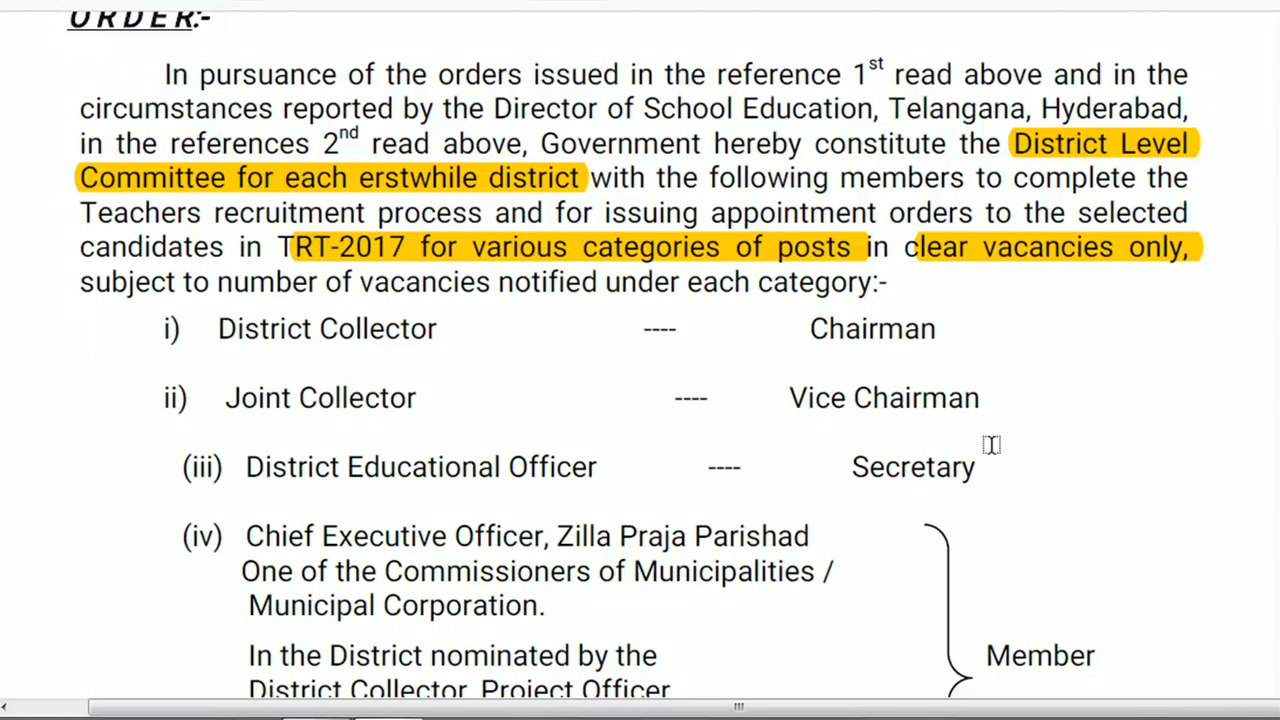 ORDER:-
In pursuance of the orders issued in the reference 1st read above and in the
circumstances reported by the Director of School Education, Telangana, Hyderabad,
in the references 2nd read above, Government hereby constitute the District Level
Committee for each erstwhile district with the following members to complete the
Teachers recruitment process and for issuing appointment orders to the selected
candidates in TRT-2017 for various categories of posts in clear vacancies only,
subject to number of vacancies notified under each category:-
i) District Collector ---- Chairman
ii) Joint Collector ---- Vice Chairman
(iii) District Educational Officer ---- Secretary
(iv) Chief Executive Officer, Zilla Praja Parishad
One of the Commissioners of Municipalities /
Municipal Corporation.
In the District nominated by the Member
District Collector, Project Officer